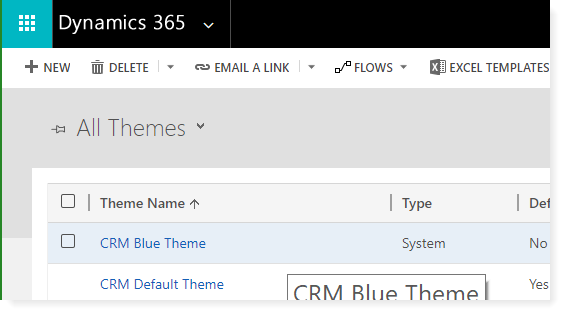 Dynamics 365
NEW DELETE EMAIL A LINK FLOWS EXCEL TEMPLATES
All Themes
Theme Name Type Def
CRM Blue Theme System No
CRM Default Theme Yes
CRM Blue Theme